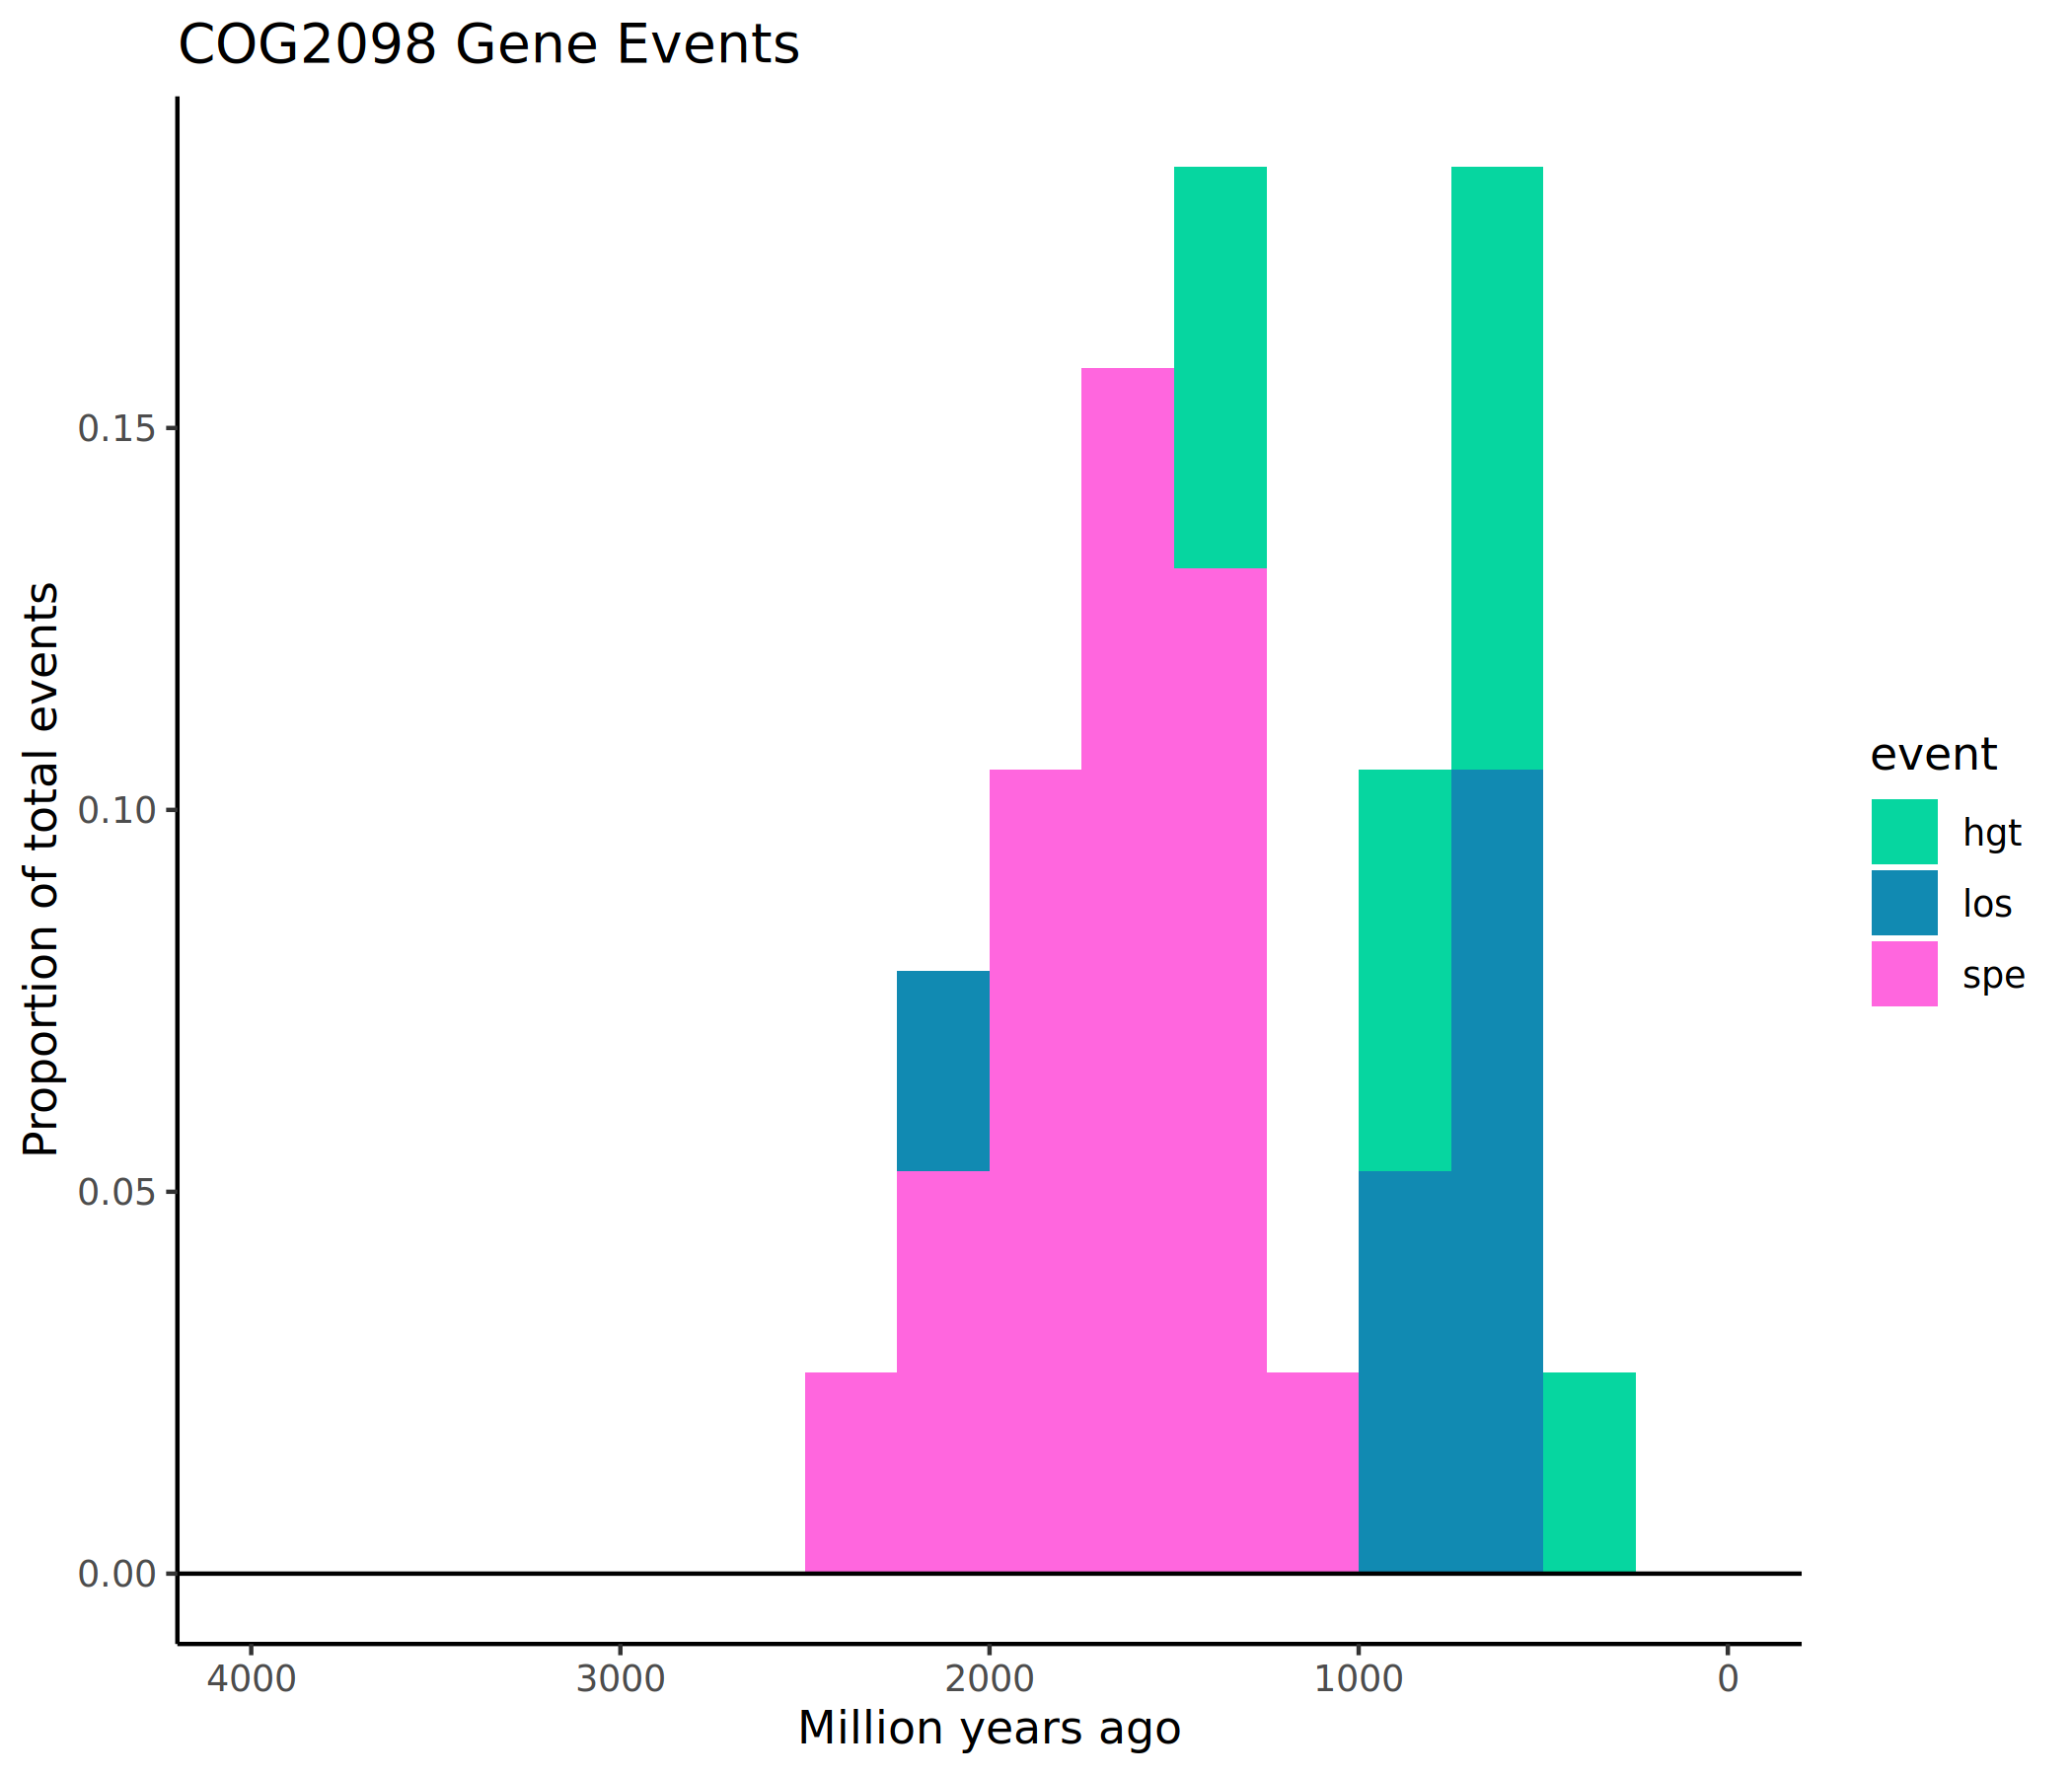 COG2098 Gene Events
Proportion of total events
0.15
0.10
0.05
0.00
4000 3000 2000 1000 0
Million years ago
event
hgt
los
spe